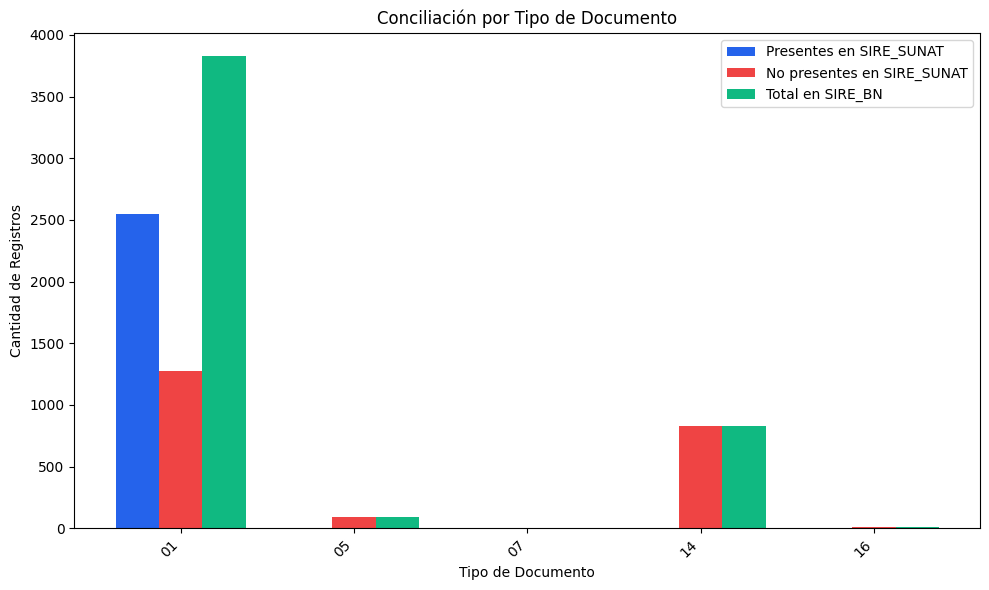 Conciliación por Tipo de Documento
Presentes en SIRE_SUNAT
No presentes en SIRE_SUNAT
Total en SIRE_BN
Cantidad de Registros
4000
3500
3000
2500
2000
1500
1000
500
0
01
05
07
14
16
Tipo de Documento